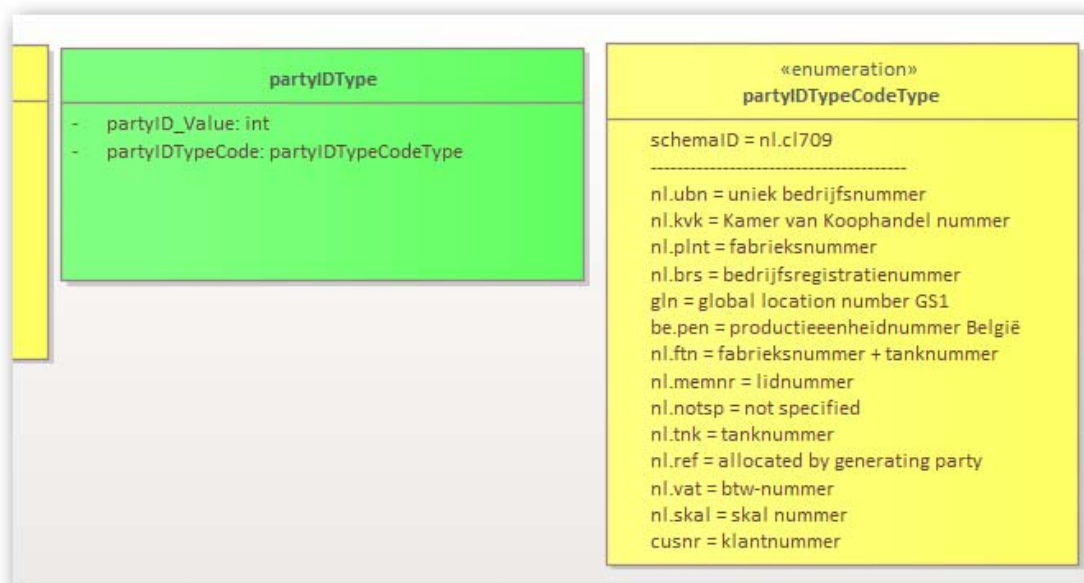 partyIDType
- partyID_Value: int
- partyIDTypeCode: partyIDTypeCodeType
«enumeration»
partyIDTypeCodeType
schemaID = nl.cl709
----------------------------------------
nl.ubn = uniek bedrijfsnummer
nl.kvk = Kamer van Koophandel nummer
nl.plnt = fabrieksnummer
nl.brs = bedrijfsregistratienummer
gln = global location number GS1
be.pen = productieeenheidnummer België
nl.ftn = fabrieksnummer + tanknummer
nl.memnr = lidnummer
nl.notsp = not specified
nl.tnk = tanknummer
nl.ref = allocated by generating party
nl.vat = btw-nummer
nl.skal = skal nummer
cusnr = klantnummer